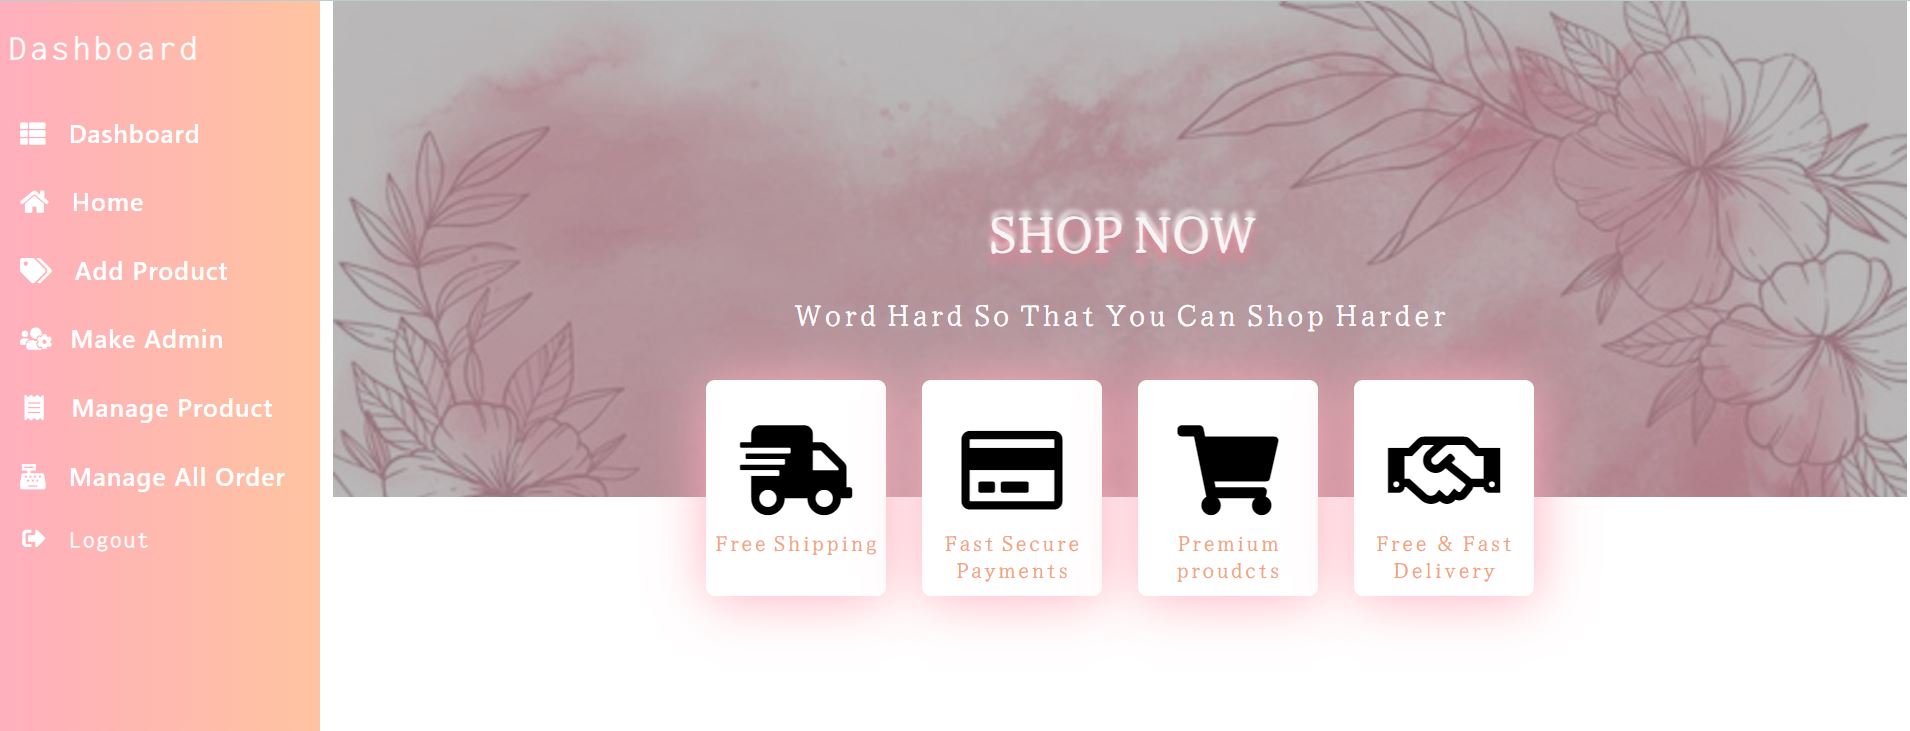 Dashboard
Dashboard
Home
Add Product
Make Admin
Manage Product
Manage All Order
Logout
SHOP NOW
Word Hard So That You Can Shop Harder
Free Shipping
Fast Secure
Payments
Premium
proudcts
Free & Fast
Delivery